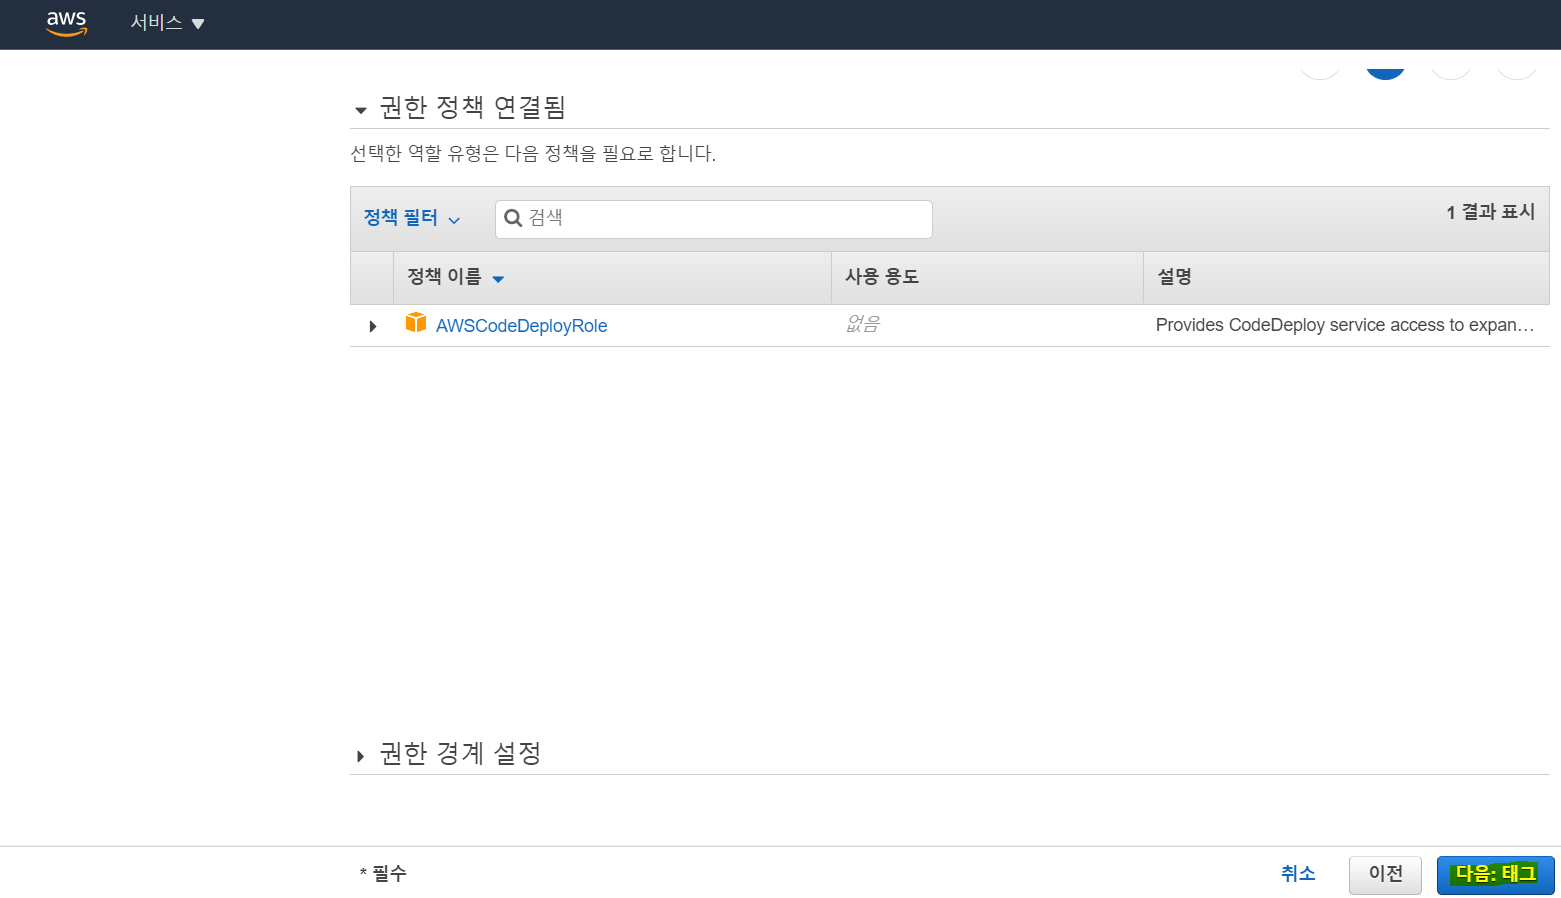 aws 서비스
권한 정책 연결됨
선택한 역할 유형은 다음 정책을 필요로 합니다.
정책 필터 검색 1 결과 표시
정책 이름 사용 용도 설명
AWSCodeDeployRole 없음 Provides CodeDeploy service access to expan…
권한 경계 설정
* 필수 취소 이전 다음: 태그